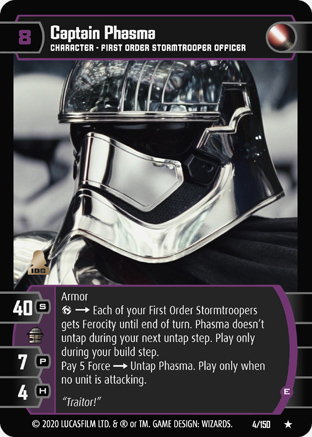 8
Captain Phasma
CHARACTER - FIRST ORDER STORMTROOPER OFFICER
IDC
40 S
7 P
4 H
Armor
→ Each of your First Order Stormtroopers
gets Ferocity until end of turn. Phasma doesn't
untap during your next untap step. Play only
during your build step.
Pay 5 Force → Untap Phasma. Play only when
no unit is attacking.
E
"Traitor!"
© 2020 LUCASFILM LTD. & ® or TM. GAME DESIGN: WIZARDS.
4/150 ★